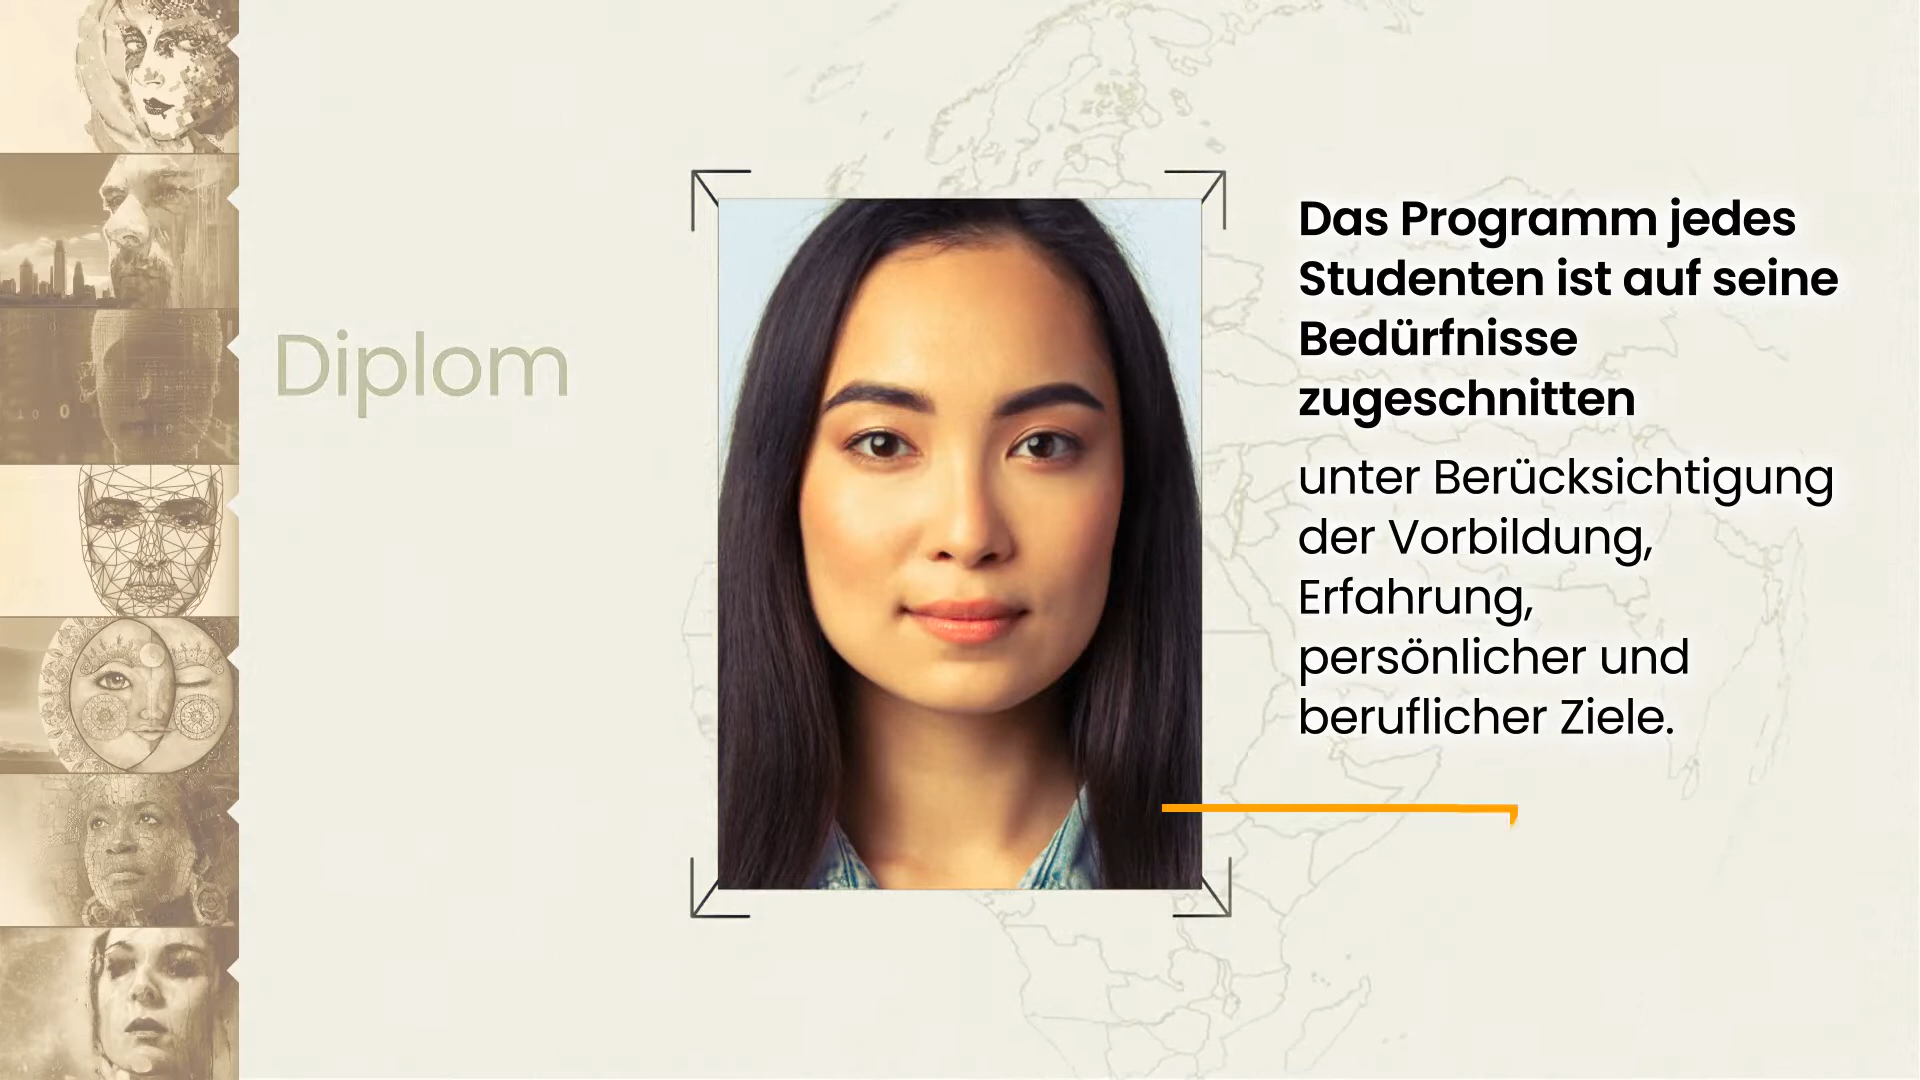 Diplom
Das Programm jedes
Studenten ist auf seine
Bedürfnisse
zugeschnitten
unter Berücksichtigung
der Vorbildung,
Erfahrung,
persönlicher und
beruflicher Ziele.